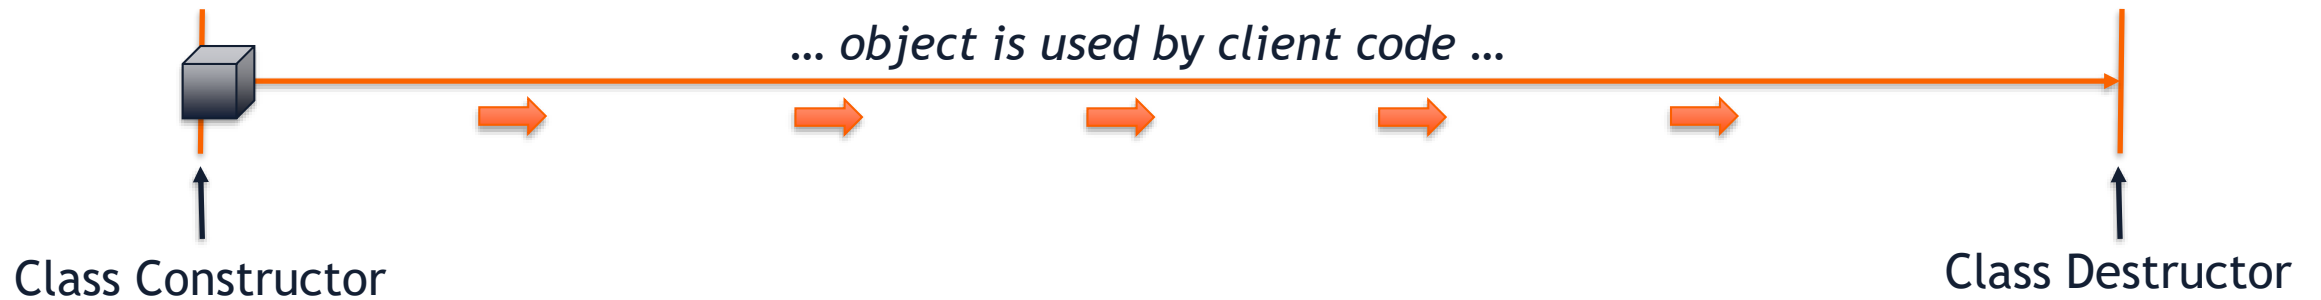 … object is used by client code …
Class Constructor
Class Destructor